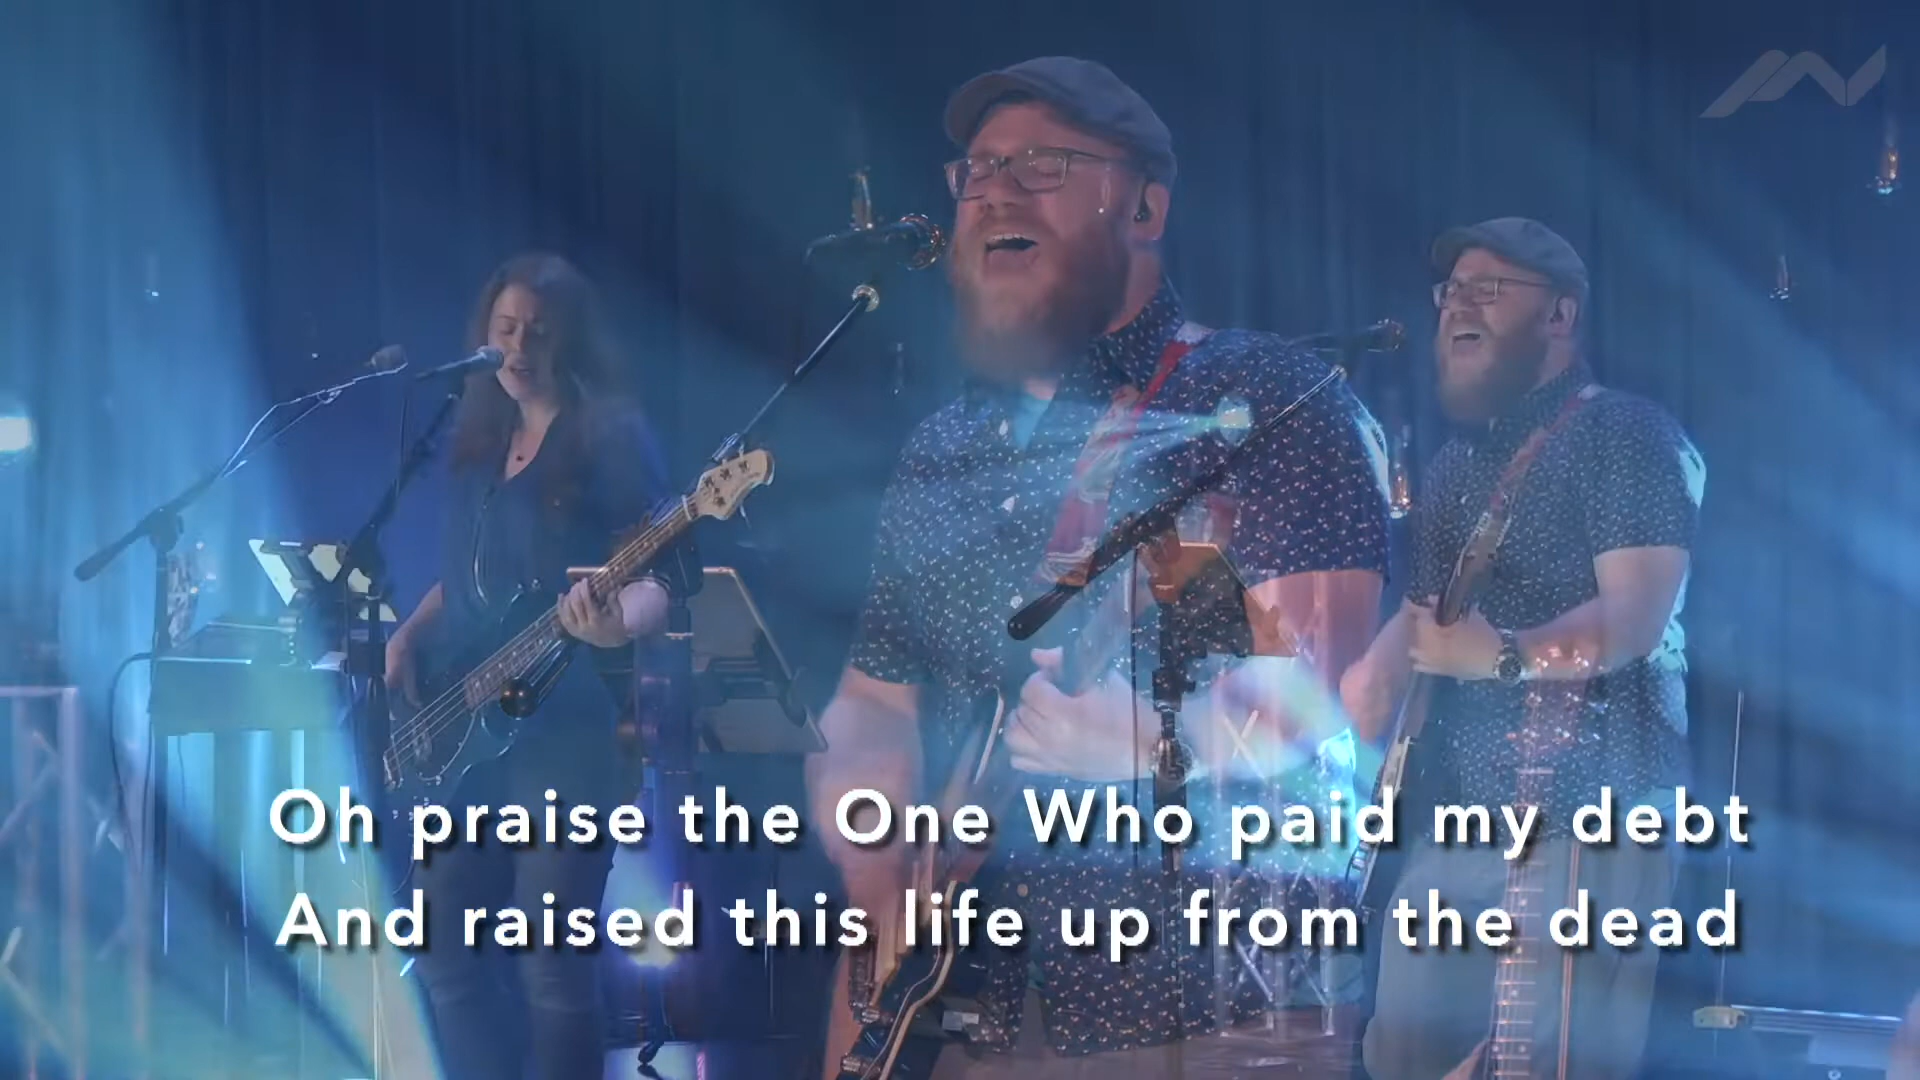 Oh praise the One Who paid my debt
And raised this life up from the dead